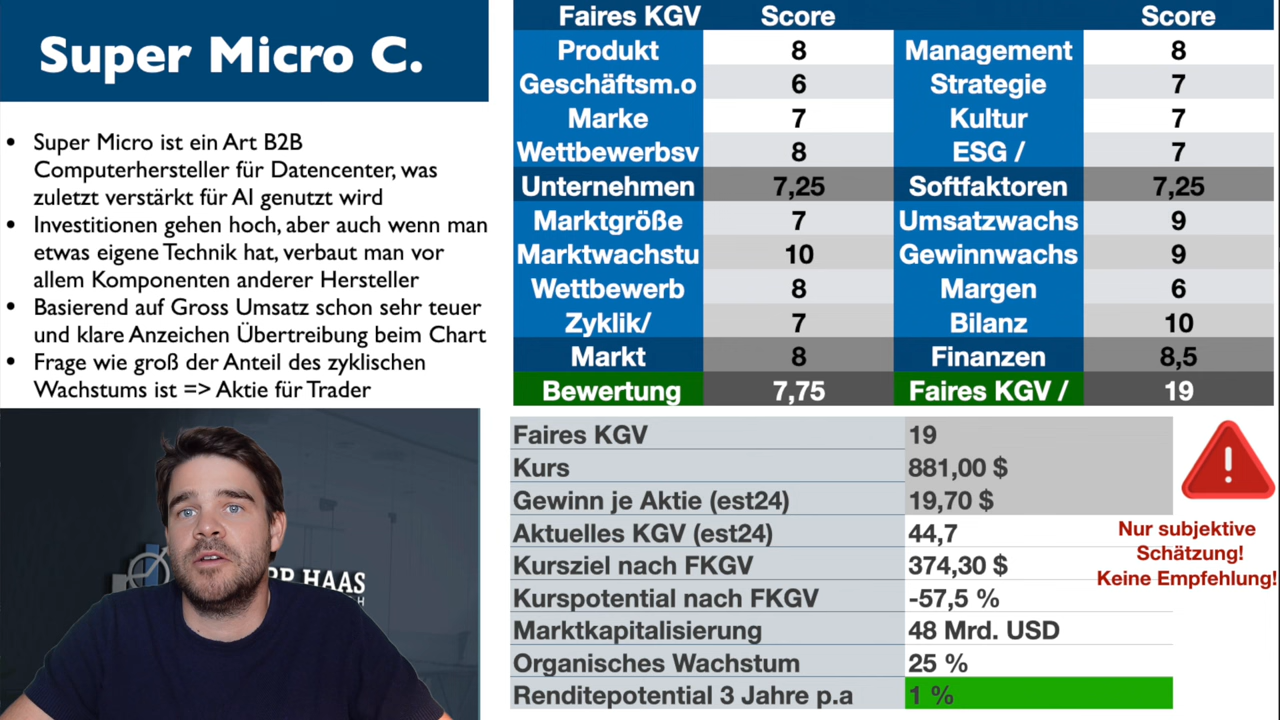 Super Micro C.
• Super Micro ist ein Art B2B
Computerhersteller für Datencenter, was
zuletzt verstärkt für AI genutzt wird
• Investitionen gehen hoch, aber auch wenn man
etwas eigene Technik hat, verbaut man vor
allem Komponenten anderer Hersteller
• Basierend auf Gross Umsatz schon sehr teuer
und klare Anzeichen Übertreibung beim Chart
• Frage wie groß der Anteil des zyklischen
Wachstums ist => Aktie für Trader
Faires KGV Score Score
Produkt 8 Management 8
Geschäftsm.o 6 Strategie 7
Marke 7 Kultur 7
Wettbewerbsv 8 ESG / 7
Unternehmen 7,25 Softfaktoren 7,25
Marktgröße 7 Umsatzwachs 9
Marktwachstu 10 Gewinnwachs 9
Wettbewerb 8 Margen 6
Zyklik/ 7 Bilanz 10
Markt 8 Finanzen 8,5
Bewertung 7,75 Faires KGV / 19
Faires KGV 19
Kurs 881,00 $
Gewinn je Aktie (est24) 19,70 $
Aktuelles KGV (est24) 44,7
Kursziel nach FKGV 374,30 $
Kurspotential nach FKGV -57,5 %
Marktkapitalisierung 48 Mrd. USD
Organisches Wachstum 25 %
Renditepotential 3 Jahre p.a 1 %
!
Nur subjektive
Schätzung!
Keine Empfehlung!
HAAS